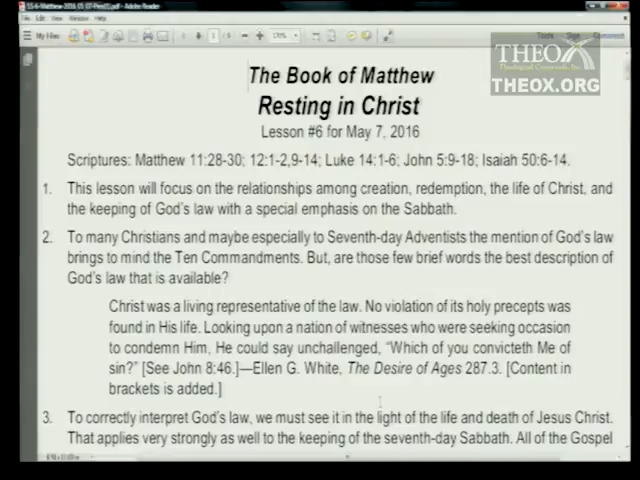 THEOX
THEOX.ORG
The Book of Matthew
Resting in Christ
Lesson #6 for May 7, 2016
Scriptures: Matthew 11:28-30; 12:1-2,9-14; Luke 14:1-6; John 5:9-18; Isaiah 50:6-14.
1. This lesson will focus on the relationships among creation, redemption, the life of Christ, and
the keeping of God's law with a special emphasis on the Sabbath.
2. To many Christians and maybe especially to Seventh-day Adventists the mention of God's law
brings to mind the Ten Commandments. But, are those few brief words the best description of
God's law that is available?
Christ was a living representative of the law. No violation of its holy precepts was
found in His life. Looking upon a nation of witnesses who were seeking occasion
to condemn Him, He could say unchallenged, "Which of you convicteth Me of
sin?" [See John 8:46.]—Ellen G. White, The Desire of Ages 287.3. [Content in
brackets is added.]
3. To correctly interpret God's law, we must see it in the light of the life and death of Jesus Christ.
That applies very strongly as well to the keeping of the seventh-day Sabbath. All of the Gospel